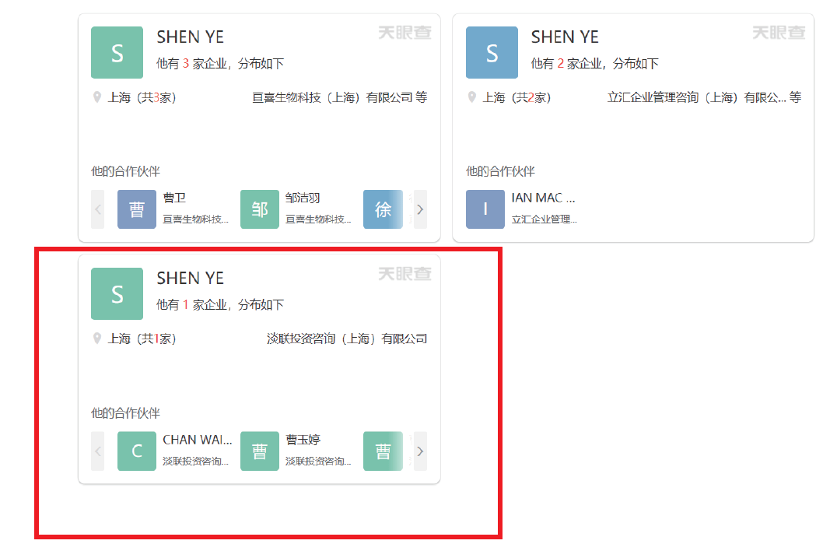 S
SHEN YE
天眼查
他有 3 家企业，分布如下
上海（共3家）
亘喜生物科技（上海）有限公司 等
他的合作伙伴
曹
曹卫
亘喜生物科技...
邹
邹洁羽
亘喜生物科技...
徐
S
SHEN YE
天眼查
他有 2 家企业，分布如下
上海（共2家）
立汇企业管理咨询（上海）有限公... 等
他的合作伙伴
I
IAN MAC ...
立汇企业管理...
S
SHEN YE
天眼查
他有 1 家企业，分布如下
上海（共1家）
淡联投资咨询（上海）有限公司
他的合作伙伴
C
CHAN WAI...
淡联投资咨询...
曹
曹玉婷
淡联投资咨询...
曹